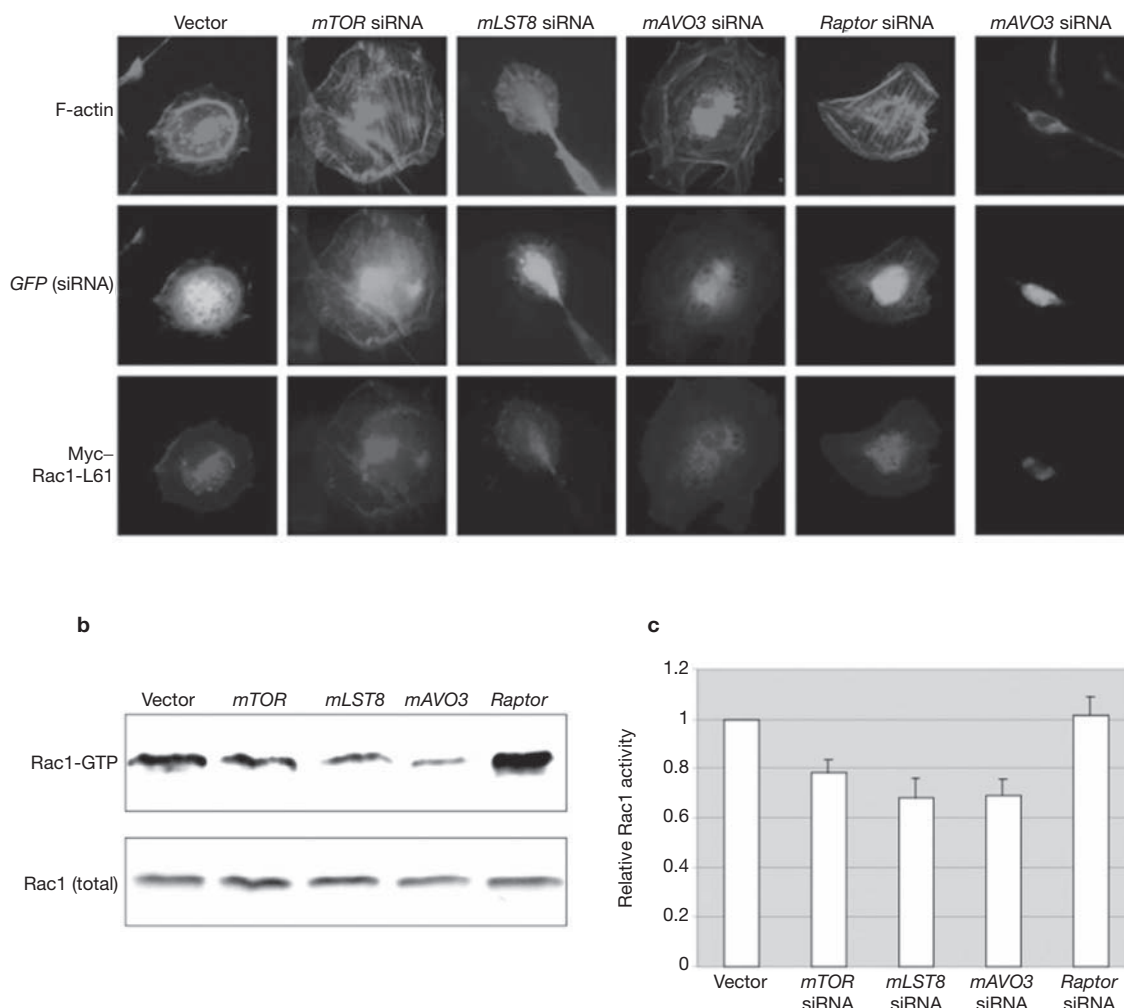 Vector mTOR siRNA mLST8 siRNA mAVO3 siRNA Raptor siRNA mAVO3 siRNA
F-actin
GFP (siRNA)
Myc–
Rac1-L61
b
Vector mTOR mLST8 mAVO3 Raptor
Rac1-GTP
Rac1 (total)
c
1.2
1
0.8
0.6
0.4
0.2
0
Relative Rac1 activity
Vector mTOR mLST8 mAVO3 Raptor
siRNA siRNA siRNA siRNA